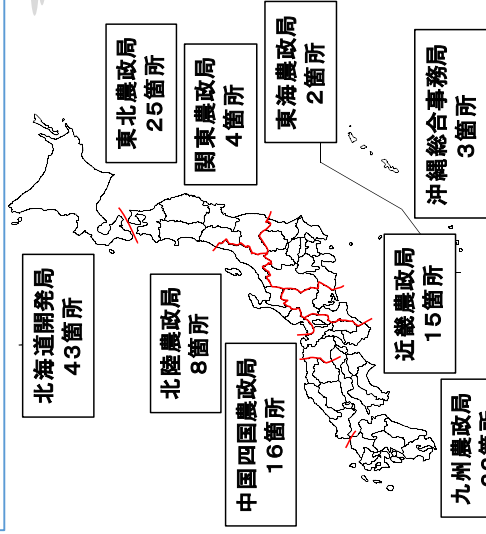 北海道開発局
43箇所
東北農政局
25箇所
関東農政局
4箇所
北陸農政局
8箇所
東海農政局
2箇所
中国四国農政局
16箇所
近畿農政局
15箇所
沖縄総合事務局
3箇所
九州農政局